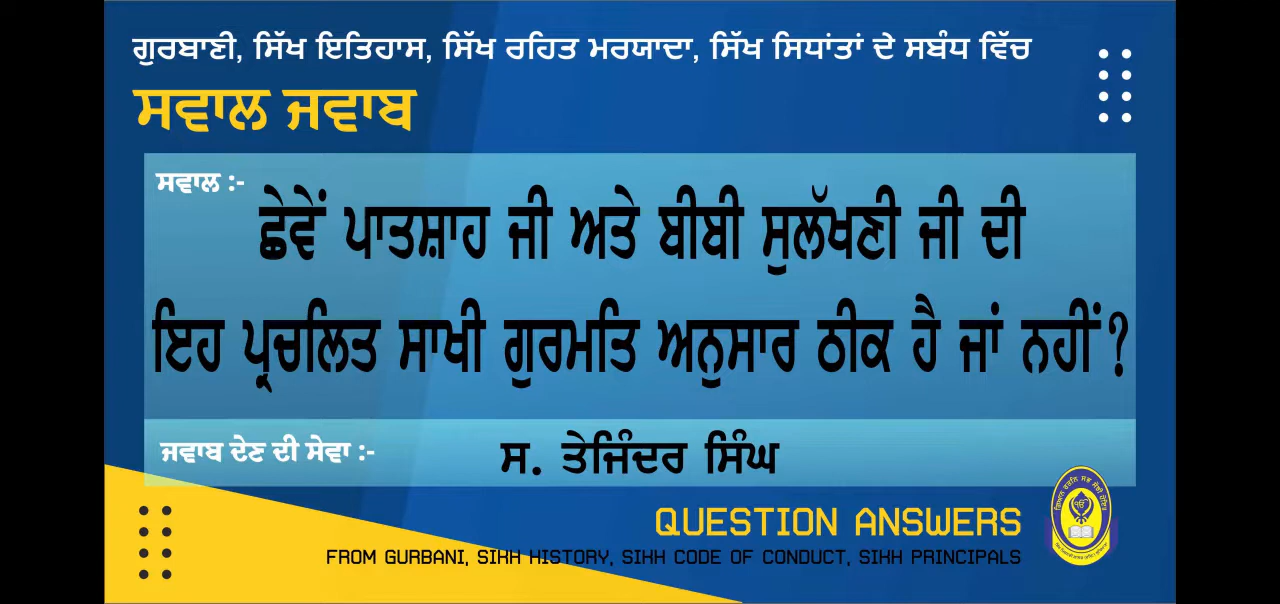 ਗੁਰਬਾਣੀ, ਸਿੱਖ ਇਤਿਹਾਸ, ਸਿੱਖ ਰਹਿਤ ਮਰਯਾਦਾ, ਸਿੱਖ ਸਿਧਾਂਤਾਂ ਦੇ ਸਬੰਧ ਵਿੱਚ
ਸਵਾਲ ਜਵਾਬ
ਸਵਾਲ :-
ਛੇਵੇਂ ਪਾਤਸ਼ਾਹ ਜੀ ਅਤੇ ਬੀਬੀ ਸੁਲੱਖਣੀ ਜੀ ਦੀ
ਇਹ ਪ੍ਰਚਲਿਤ ਸਾਖੀ ਗੁਰਮਤਿ ਅਨੁਸਾਰ ਠੀਕ ਹੈ ਜਾਂ ਨਹੀਂ?
ਜਵਾਬ ਦੇਣ ਦੀ ਸੇਵਾ :-
ਸ. ਤੇਜਿੰਦਰ ਸਿੰਘ
QUESTION ANSWERS
FROM GURBANI, SIKH HISTORY, SIKH CODE OF CONDUCT, SIKH PRINCIPALS